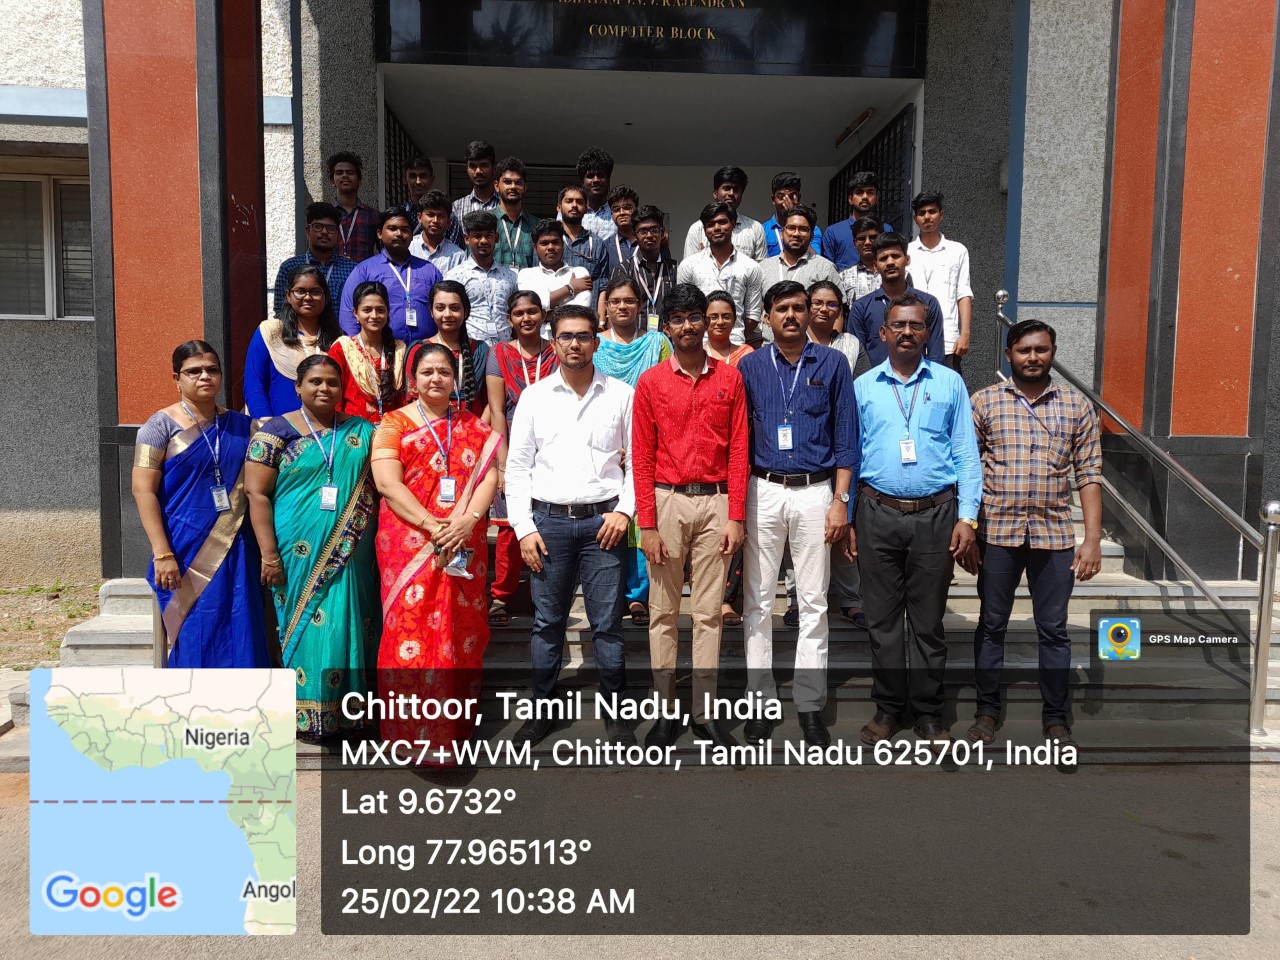 RAJENDRAN
COMPUTER BLOCK
GPS Map Camera
Chittoor, Tamil Nadu, India
MXC7+WVM, Chittoor, Tamil Nadu 625701, India
Lat 9.6732°
Long 77.965113°
25/02/22 10:38 AM
Nigeria
Google
Angol